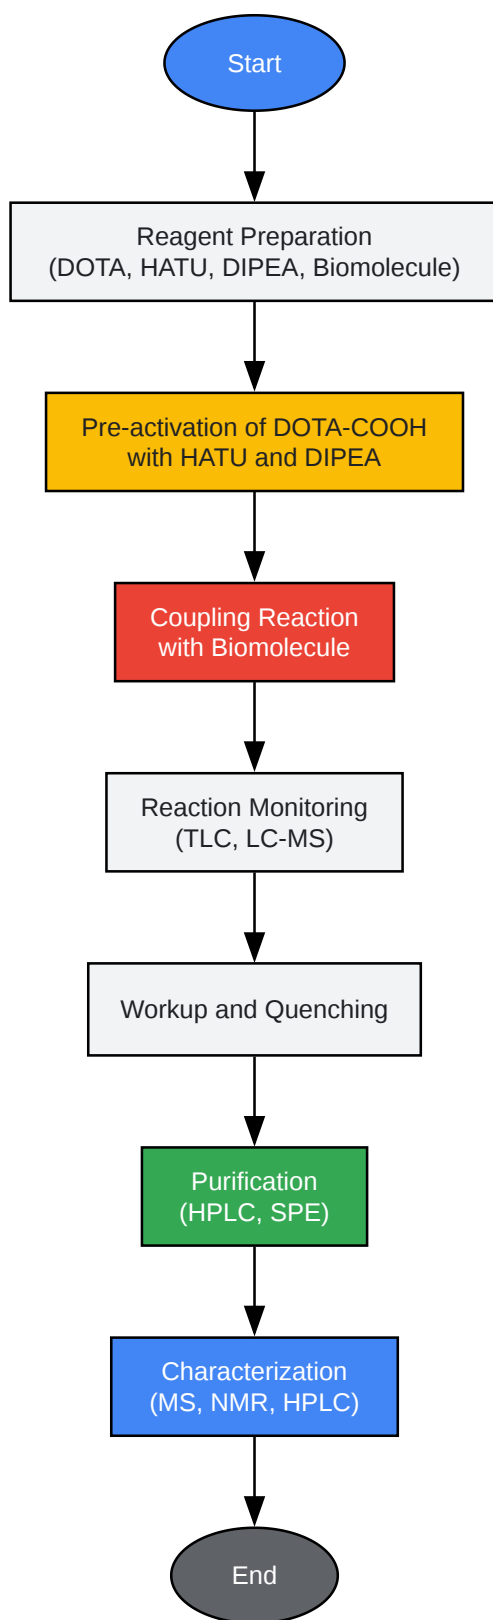 Start
Reagent Preparation
(DOTA, HATU, DIPEA, Biomolecule)
Pre-activation of DOTA-COOH
with HATU and DIPEA
Coupling Reaction
with Biomolecule
Reaction Monitoring
(TLC, LC-MS)
Workup and Quenching
Purification
(HPLC, SPE)
Characterization
(MS, NMR, HPLC)
End